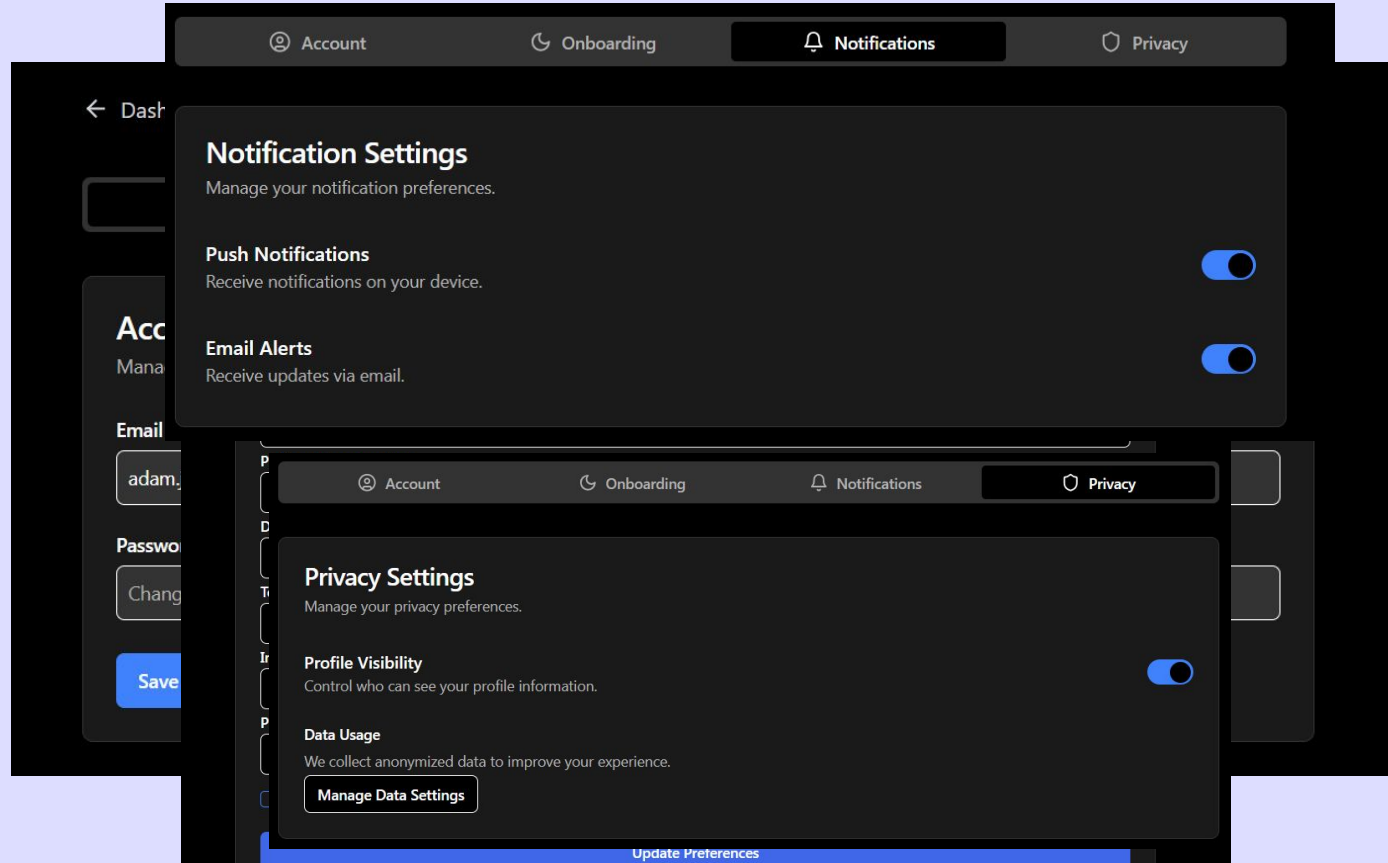 Account
Onboarding
Notifications
Privacy
Dash
Notification Settings
Manage your notification preferences.
Push Notifications
Receive notifications on your device.
Email Alerts
Receive updates via email.
Acc
Mana
Email
adam.
Passwo
Chang
Save
P
D
T
I
P
Account
Onboarding
Notifications
Privacy
Privacy Settings
Manage your privacy preferences.
Profile Visibility
Control who can see your profile information.
Data Usage
We collect anonymized data to improve your experience.
Manage Data Settings
Update Preferences